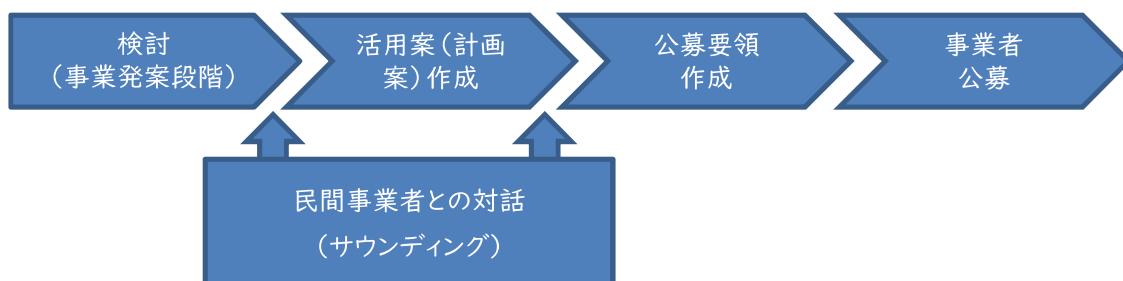 検討
（事業発案段階）
活用案（計画
案）作成
公募要領
作成
事業者
公募
民間事業者との対話
（サウンディング）